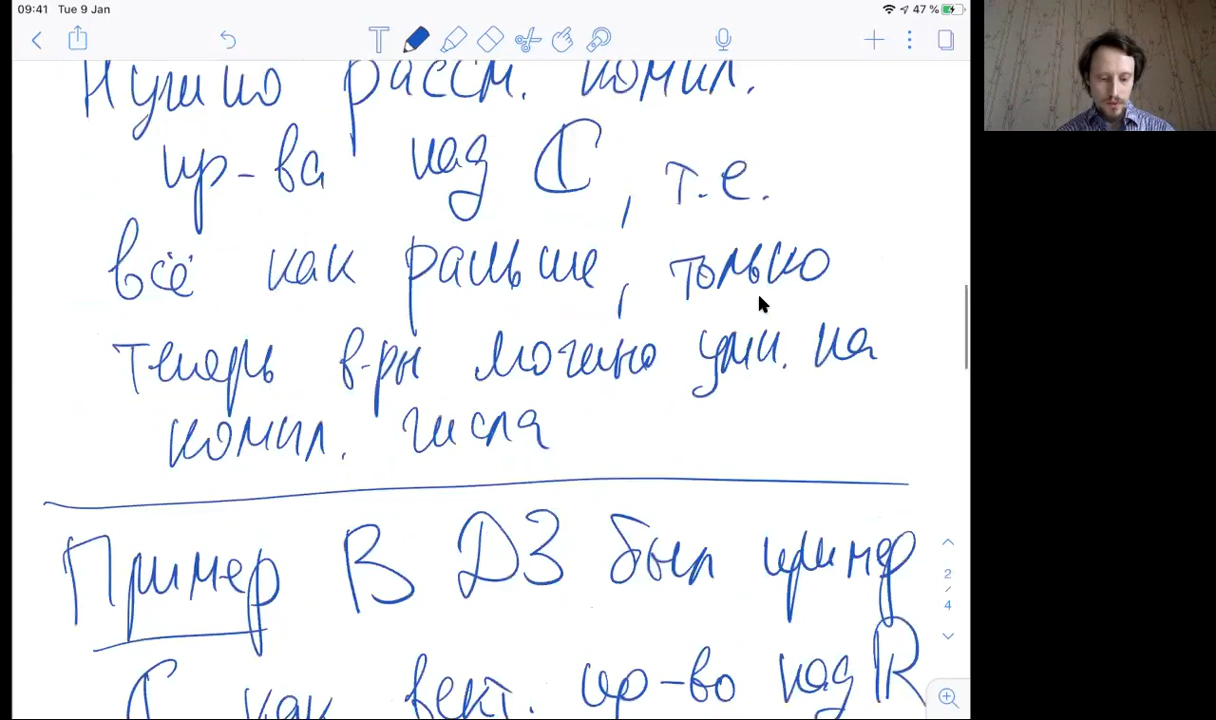 09:41 Tue 9 Jan 47 %
Нужно рассм. компл.
пр-ва над ℂ, т.е.
всё как раньше, только
теперь в-ры можно умн. на
компл. числа
Пример В ДЗ был пример
ℂ как вект. пр-во над ℝ
2 / 4